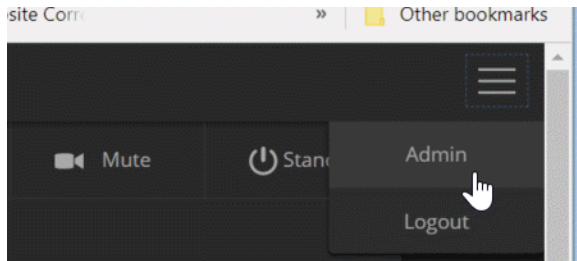 site Corr
» Other bookmarks
Mute
Stan
Admin
Logout